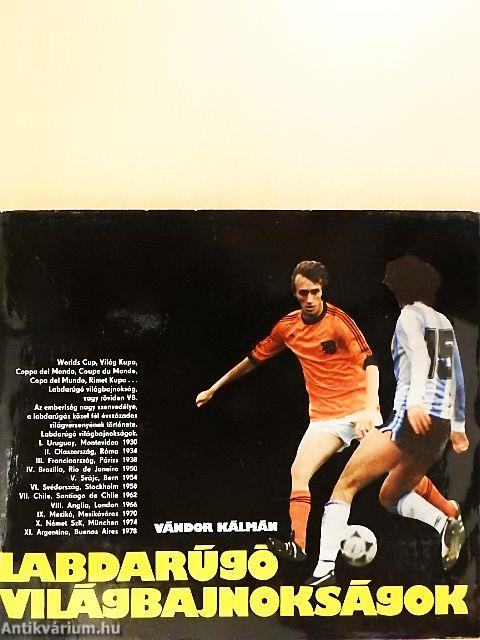 Worlds Cup, Világ Kupa,
Coppa del Mondo, Coupe du Monde,
Copa del Mundo, Rimet Kupa . . .
Labdarúgó világbajnokság,
vagy röviden VB.
Az emberiség nagy szenvedélye,
a labdarúgás közel fél évszázados
világversenyének története.
Labdarúgó világbajnokságok.
I. Uruguay, Montevideo 1930
II. Olaszország, Róma 1934
III. Franciaország, Párizs 1938
IV. Brazília, Rio de Janeiro 1950
V. Svájc, Bern 1954
VI. Svédország, Stockholm 1958
VII. Chile, Santiago de Chile 1962
VIII. Anglia, London 1966
IX. Mexikó, Mexikóváros 1970
X. Német SzK, München 1974
XI. Argentína, Buenos Aires 1978
15
VÁNDOR KÁLMÁN
LABDARÚGÓ
VILÁGBAJNOKSÁGOK
Antikvárium.hu